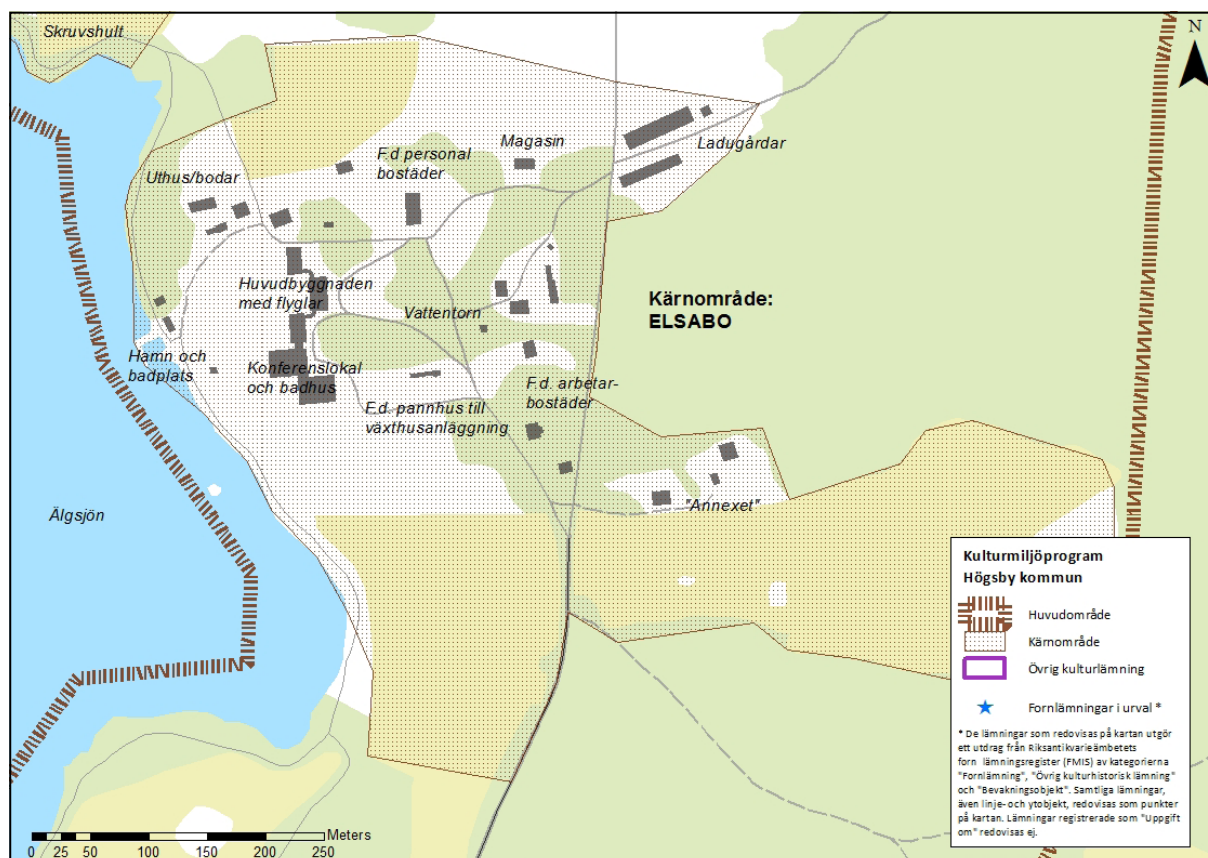 Skruvshult
N
Magasin
Ladugårdar
F.d personal
bostäder
Uthus/bodar
Huvudbyggnaden
med flyglar
Vattentorn
Kärnområde:
ELSABO
Hamn och
badplats
Konferenslokal
och badhus
F.d. arbetar-
bostäder
F.d. pannhus till
växthusanläggning
"Annexet"
Älgsjön
Kulturmiljöprogram
Högsby kommun
Huvudområde
Kärnområde
Övrig kulturlämning
Fornlämningar i urval *
* De lämningar som redovisas på kartan utgör
ett utdrag från Riksantikvarieämbetets
forn lämningsregister (FMIS) av kategorierna
"Fornlämning", "Övrig kulturhistorisk lämning"
och "Bevakningsobjekt". Samtliga lämningar,
även linje- och ytobjekt, redovisas som punkter
på kartan. Lämningar registrerade som "Uppgift
om" redovisas ej.
Meters
0 25 50 100 150 200 250